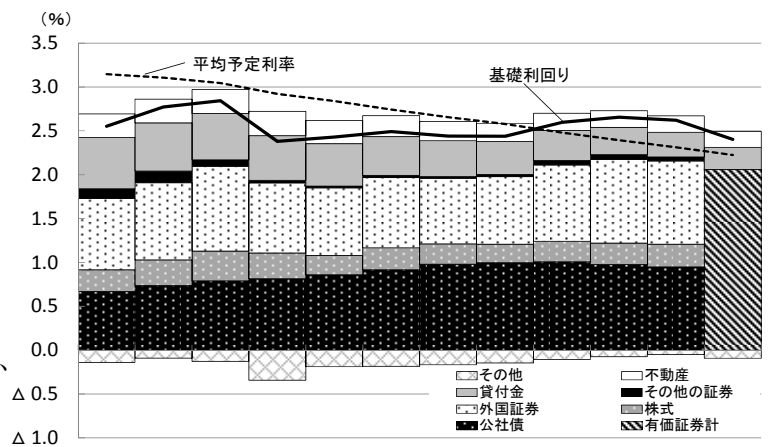 （%）
3.5
平均予定利率
基礎利回り
3.0
2.5
2.0
1.5
1.0
0.5
0.0
、
その他 不動産
貸付金 その他の証券
外国証券 株式
公社債 有価証券計
△ 0.5
△ 1.0